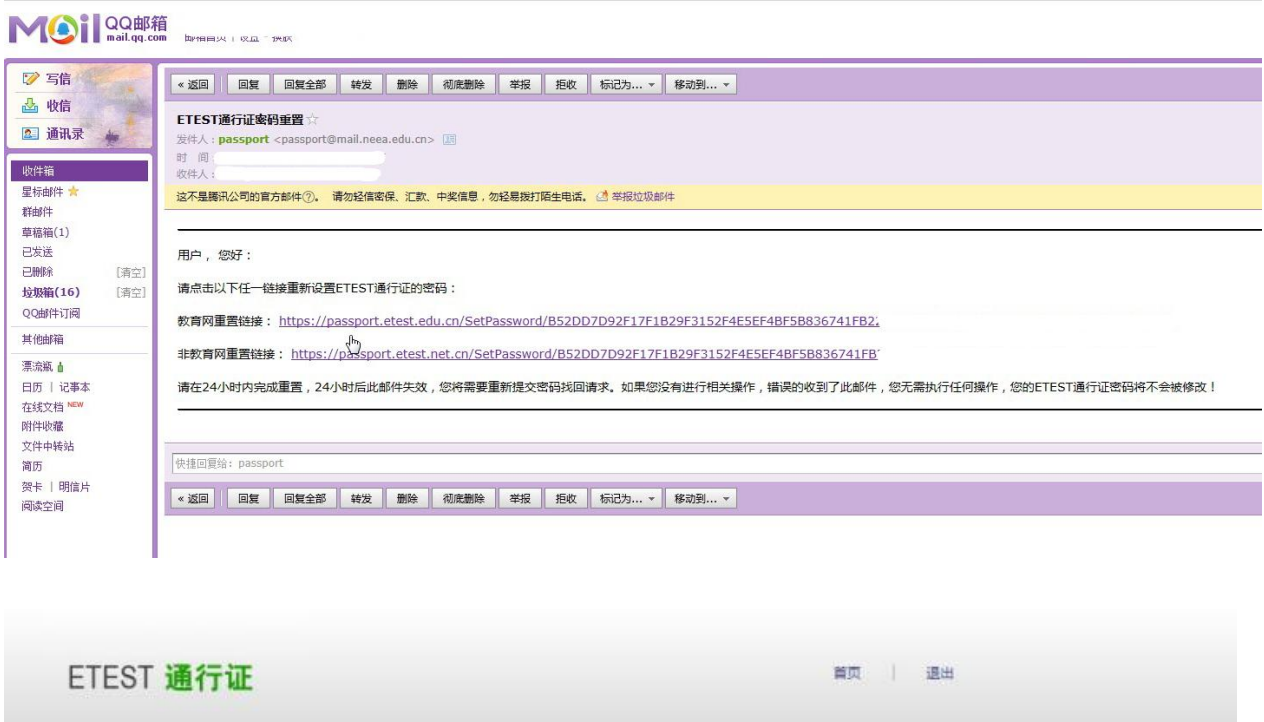 MOil QQ邮箱
mail.qq.com
写信
收信
通讯录
收件箱
星标邮件
群邮件
草稿箱(1)
已发送
已删除 [清空]
垃圾箱(16) [清空]
QQ邮件订阅
其他邮箱
漂流瓶
日历 | 记事本
在线文档 NEW
附件收藏
文件中转站
简历
贺卡 | 明信片
阅读空间
« 返回 回复 回复全部 转发 删除 彻底删除 举报 拒收 标记为... 移动到...
ETEST通行证密码重置
发件人：passport <passport@mail.neea.edu.cn>
时 间
收件人：
这不是腾讯公司的官方邮件?。 请勿轻信密保、汇款、中奖信息，勿轻易拨打陌生电话。 举报垃圾邮件
用户，您好：
请点击以下任一链接重新设置ETEST通行证的密码：
教育网重置链接： https://passport.etest.edu.cn/SetPassword/B52DD7D92F17F1B29F3152F4E5EF4BF5B836741FB2
非教育网重置链接： https://passport.etest.net.cn/SetPassword/B52DD7D92F17F1B29F3152F4E5EF4BF5B836741FB
请在24小时内完成重置，24小时后此邮件失效，您将需要重新提交密码找回请求。如果您没有进行相关操作，错误的收到了此邮件，您无需执行任何操作，您的ETEST通行证密码将不会被修改！
快捷回复给：passport
« 返回 回复 回复全部 转发 删除 彻底删除 举报 拒收 标记为... 移动到...
ETEST 通行证
首页 | 退出